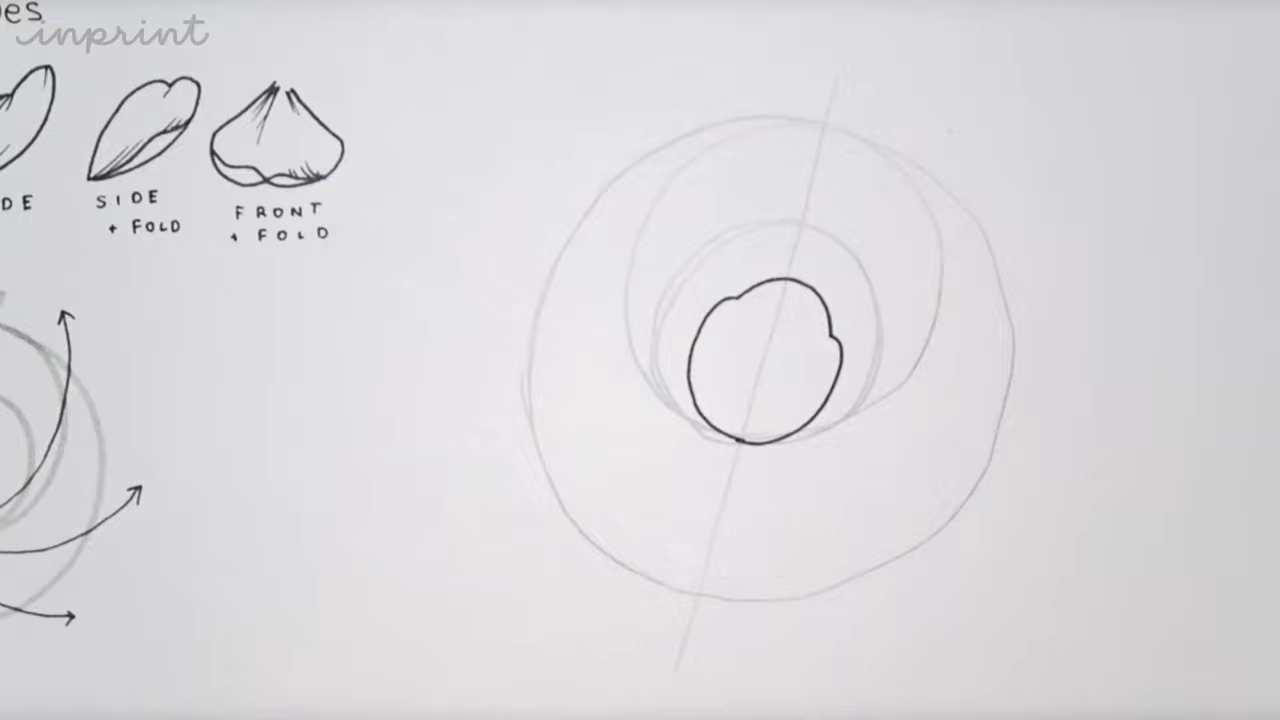 inprint
SIDE
+ FOLD
FRONT
+ FOLD